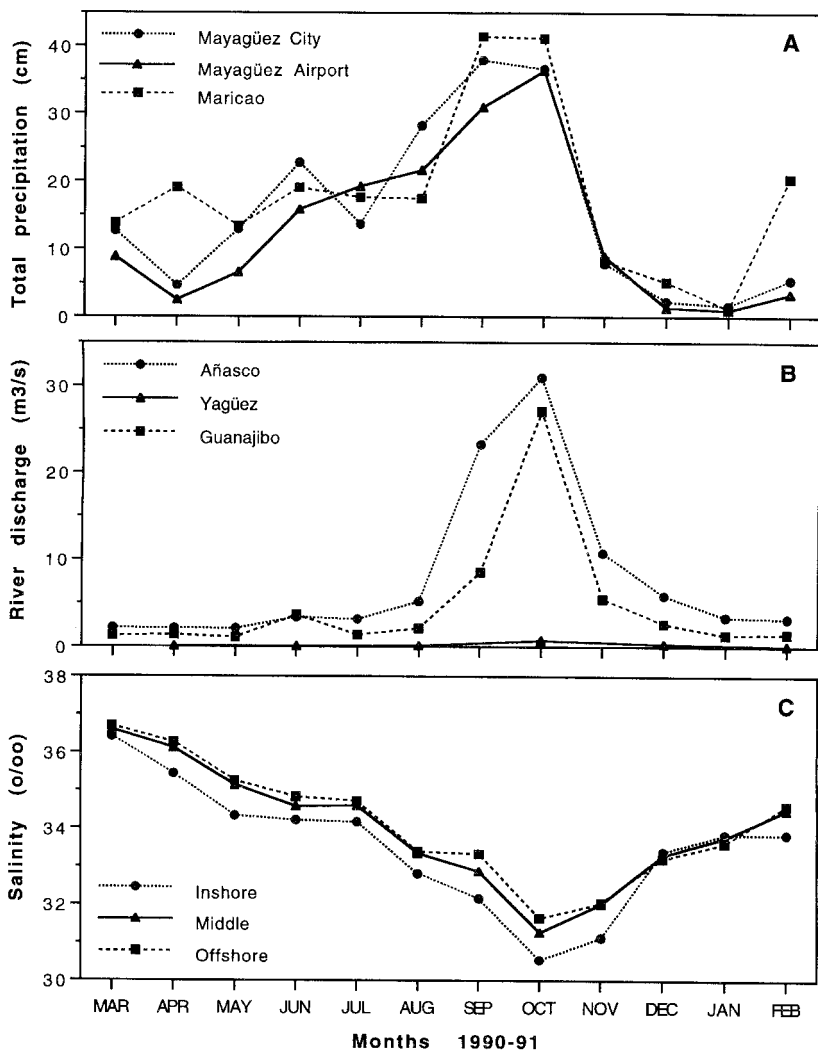 A
Total precipitation (cm)
40
30
20
10
0
Mayagüez City
Mayagüez Airport
Maricao
B
River discharge (m3/s)
30
20
10
0
Añasco
Yagüez
Guanajibo
C
Salinity (o/oo)
38
36
34
32
30
Inshore
Middle
Offshore
MAR APR MAY JUN JUL AUG SEP OCT NOV DEC JAN FEB
Months 1990-91